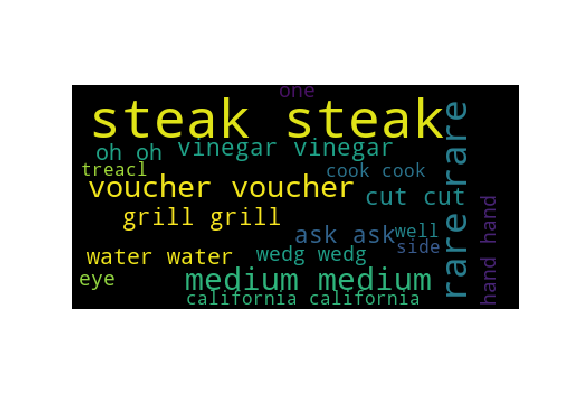 one
steak steak
oh oh
vinegar vinegar
treacl
cook cook
voucher voucher
cut cut
rare rare
grill grill
ask ask
well
side
hand hand
water water
wedg wedg
eye
medium medium
california california